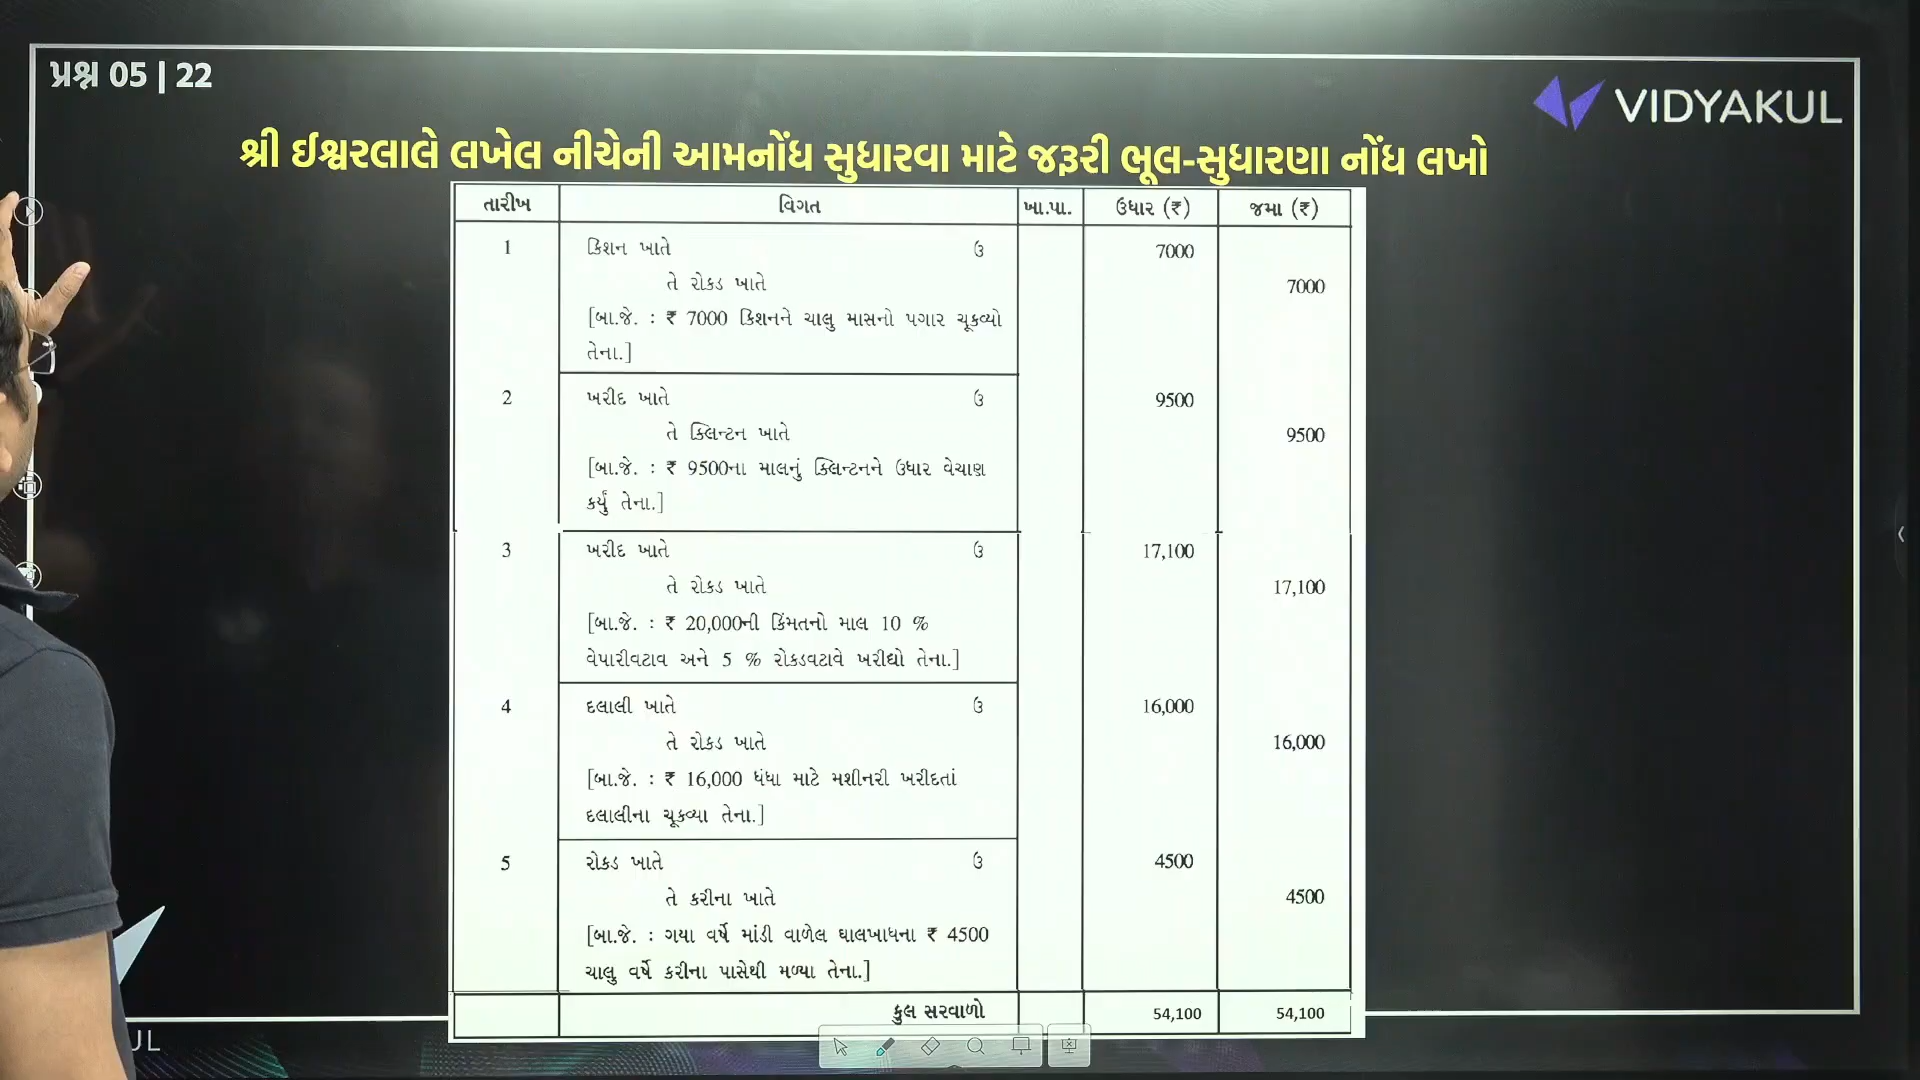 પ્રશ્ન 05 | 22
VIDYAKUL
શ્રી ઈશ્વરલાલે લખેલ નીચેની આમનોંધ સુધારવા માટે જરૂરી ભૂલ-સુધારણા નોંધ લખો
તારીખ વિગત ખા.પા. ઉધાર (₹) જમા (₹)
1 કિશન ખાતે ઉ 7000
તે રોકડ ખાતે 7000
[બા.જે. : ₹ 7000 કિશનને ચાલુ માસનો પગાર ચૂકવ્યો
તેના.]
2 ખરીદ ખાતે ઉ 9500
તે ક્લિન્ટન ખાતે 9500
[બા.જે. : ₹ 9500ના માલનું ક્લિન્ટનને ઉધાર વેચાણ
કર્યું તેના.]
3 ખરીદ ખાતે ઉ 17,100
તે રોકડ ખાતે 17,100
[બા.જે. : ₹ 20,000ની કિંમતનો માલ 10 %
વેપારીવટાવ અને 5 % રોકડવટાવે ખરીદ્યો તેના.]
4 દલાલી ખાતે ઉ 16,000
તે રોકડ ખાતે 16,000
[બા.જે. : ₹ 16,000 ધંધા માટે મશીનરી ખરીદતાં
દલાલીના ચૂકવ્યા તેના.]
5 રોકડ ખાતે ઉ 4500
તે કરીના ખાતે 4500
[બા.જે. : ગયા વર્ષે માંડી વાળેલ ઘાલખાધના ₹ 4500
ચાલુ વર્ષે કરીના પાસેથી મળ્યા તેના.]
કુલ સરવાળો 54,100 54,100
UL